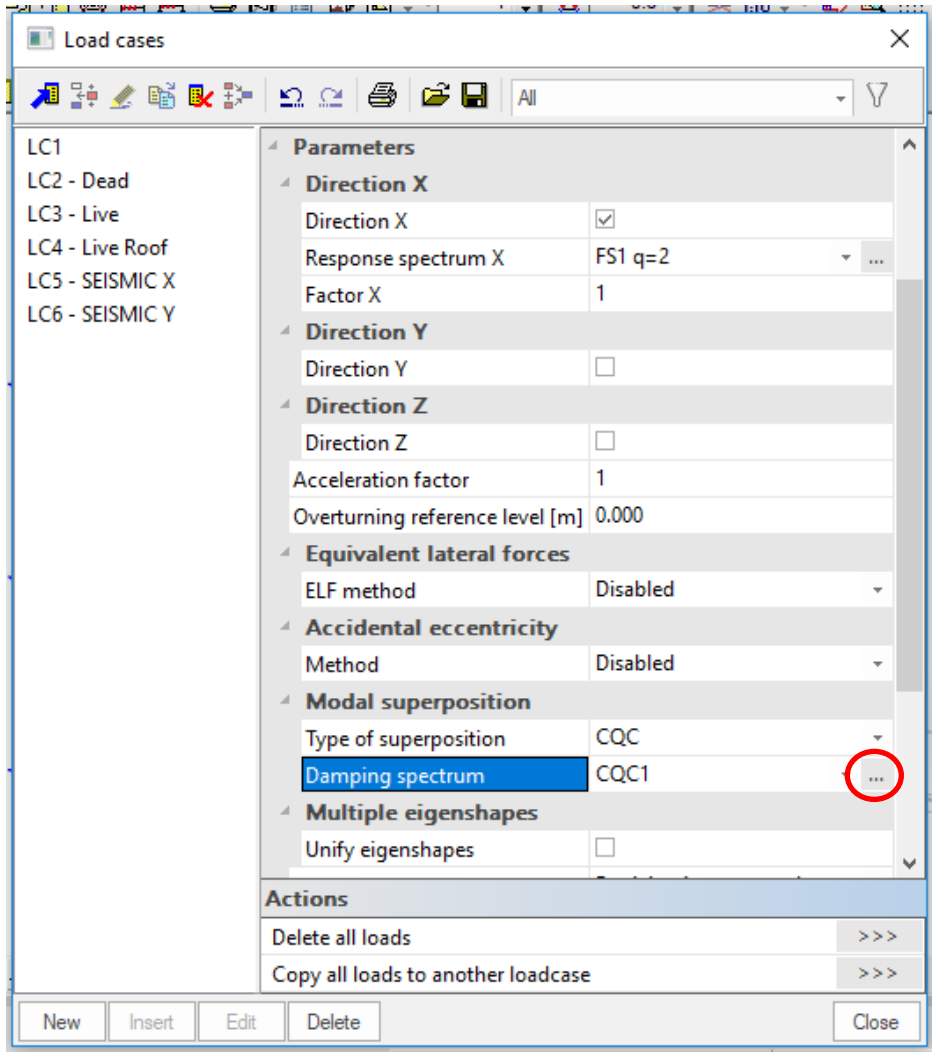 Load cases
All
LC1
LC2 - Dead
LC3 - Live
LC4 - Live Roof
LC5 - SEISMIC X
LC6 - SEISMIC Y
Parameters
Direction X
Direction X
Response spectrum X FS1 q=2 ...
Factor X 1
Direction Y
Direction Y
Direction Z
Direction Z
Acceleration factor 1
Overturning reference level [m] 0.000
Equivalent lateral forces
ELF method Disabled
Accidental eccentricity
Method Disabled
Modal superposition
Type of superposition CQC
Damping spectrum CQC1 ...
Multiple eigenshapes
Unify eigenshapes
Actions
Delete all loads >>>
Copy all loads to another loadcase >>>
New Insert Edit Delete Close